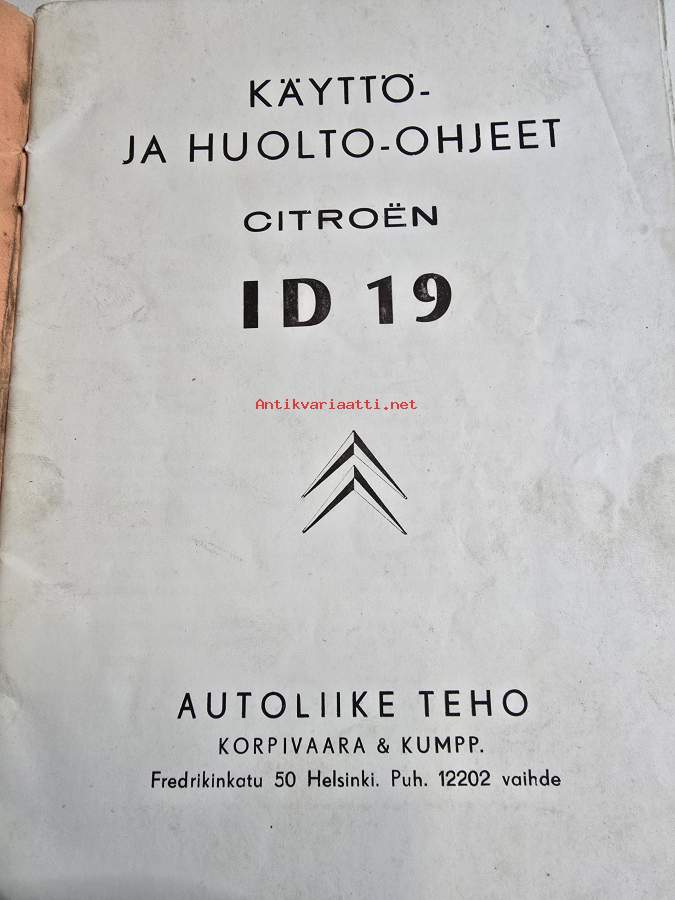 KÄYTTÖ-
JA HUOLTO-OHJEET
CITROËN
ID 19
Antikvariaatti.net
AUTOLIIKE TEHO
KORPIVAARA & KUMPP.
Fredrikinkatu 50 Helsinki. Puh. 12202 vaihde